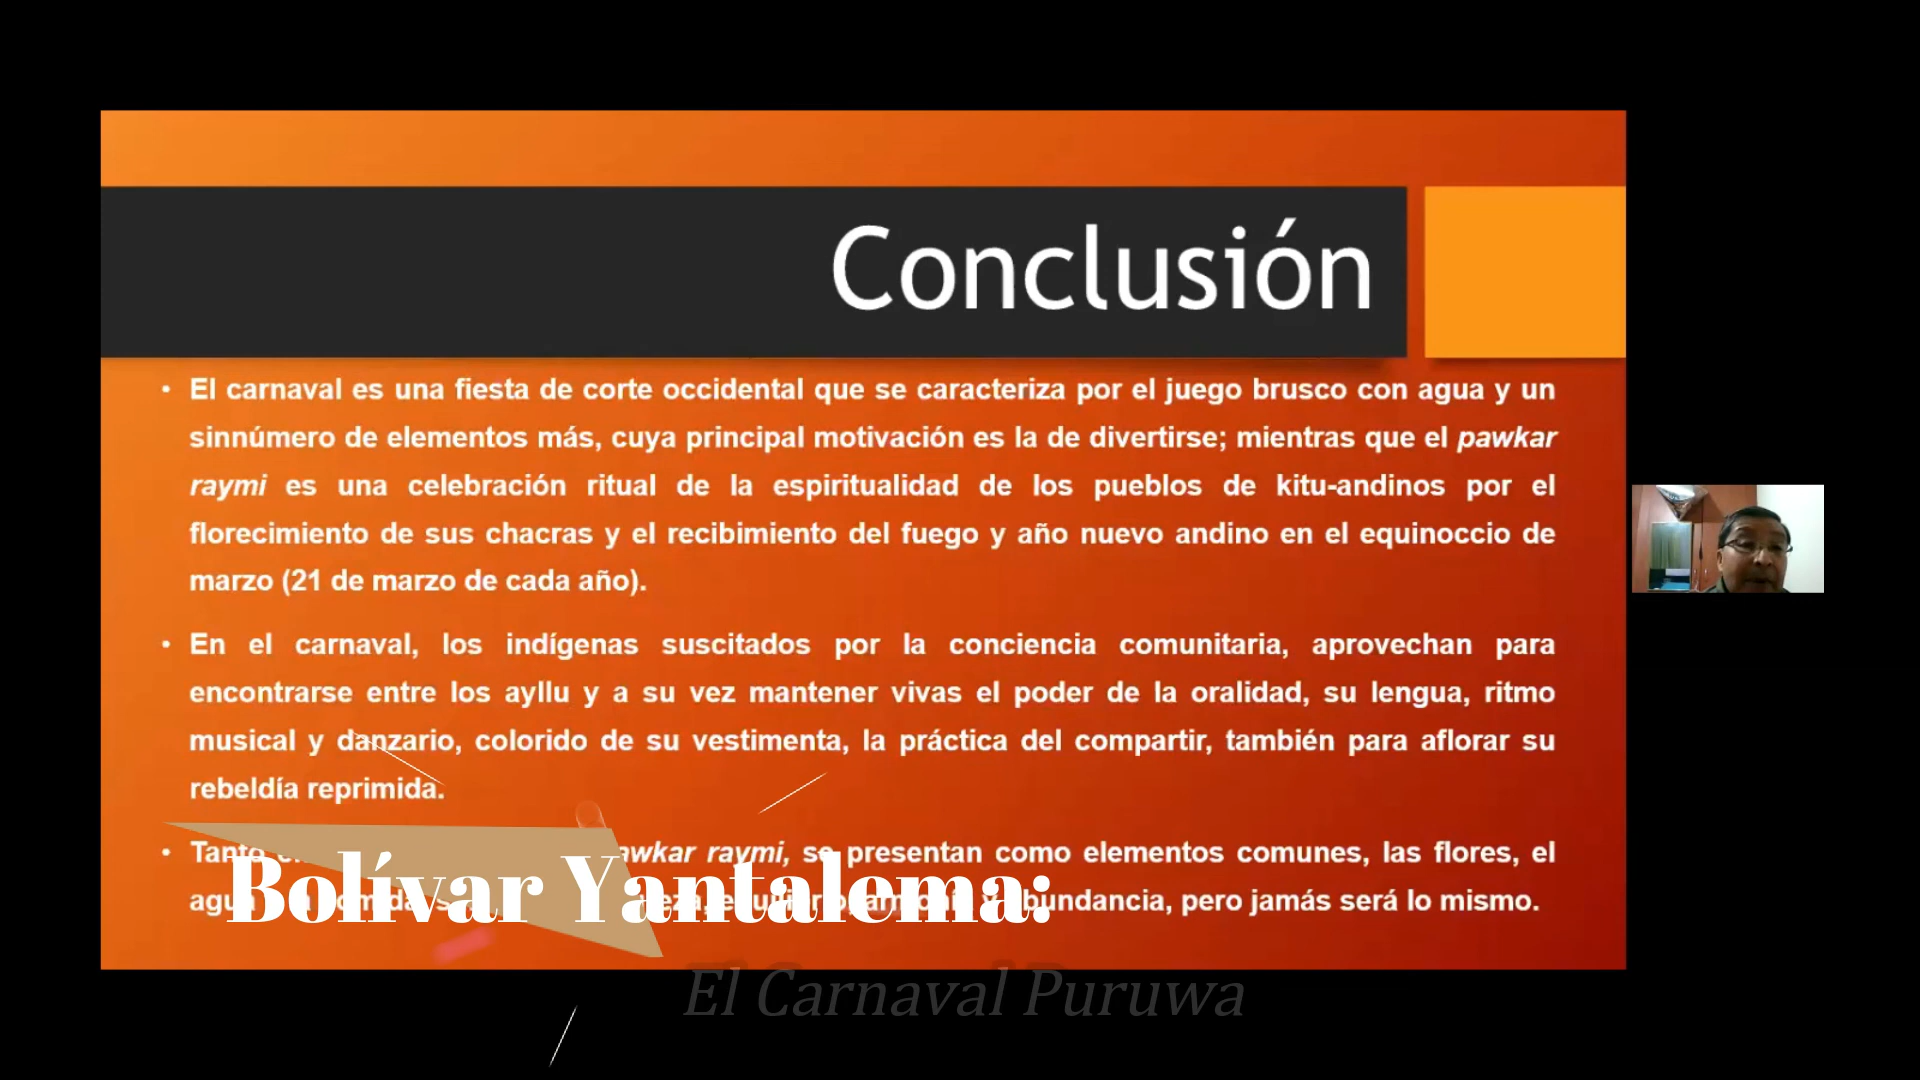 Conclusión
• El carnaval es una fiesta de corte occidental que se caracteriza por el juego brusco con agua y un
sinnúmero de elementos más, cuya principal motivación es la de divertirse; mientras que el pawkar
raymi es una celebración ritual de la espiritualidad de los pueblos de kitu-andinos por el
florecimiento de sus chacras y el recibimiento del fuego y año nuevo andino en el equinoccio de
marzo (21 de marzo de cada año).
• En el carnaval, los indígenas suscitados por la conciencia comunitaria, aprovechan para
encontrarse entre los ayllu y a su vez mantener vivas el poder de la oralidad, su lengua, ritmo
musical y danzario, colorido de su vestimenta, la práctica del compartir, también para aflorar su
rebeldía reprimida.
• Tanto raymi, se presentan como elementos comunes, las flores, el
agua bundancia, pero jamás será lo mismo.
Bolívar Yantalema:
El Carnaval Puruwa